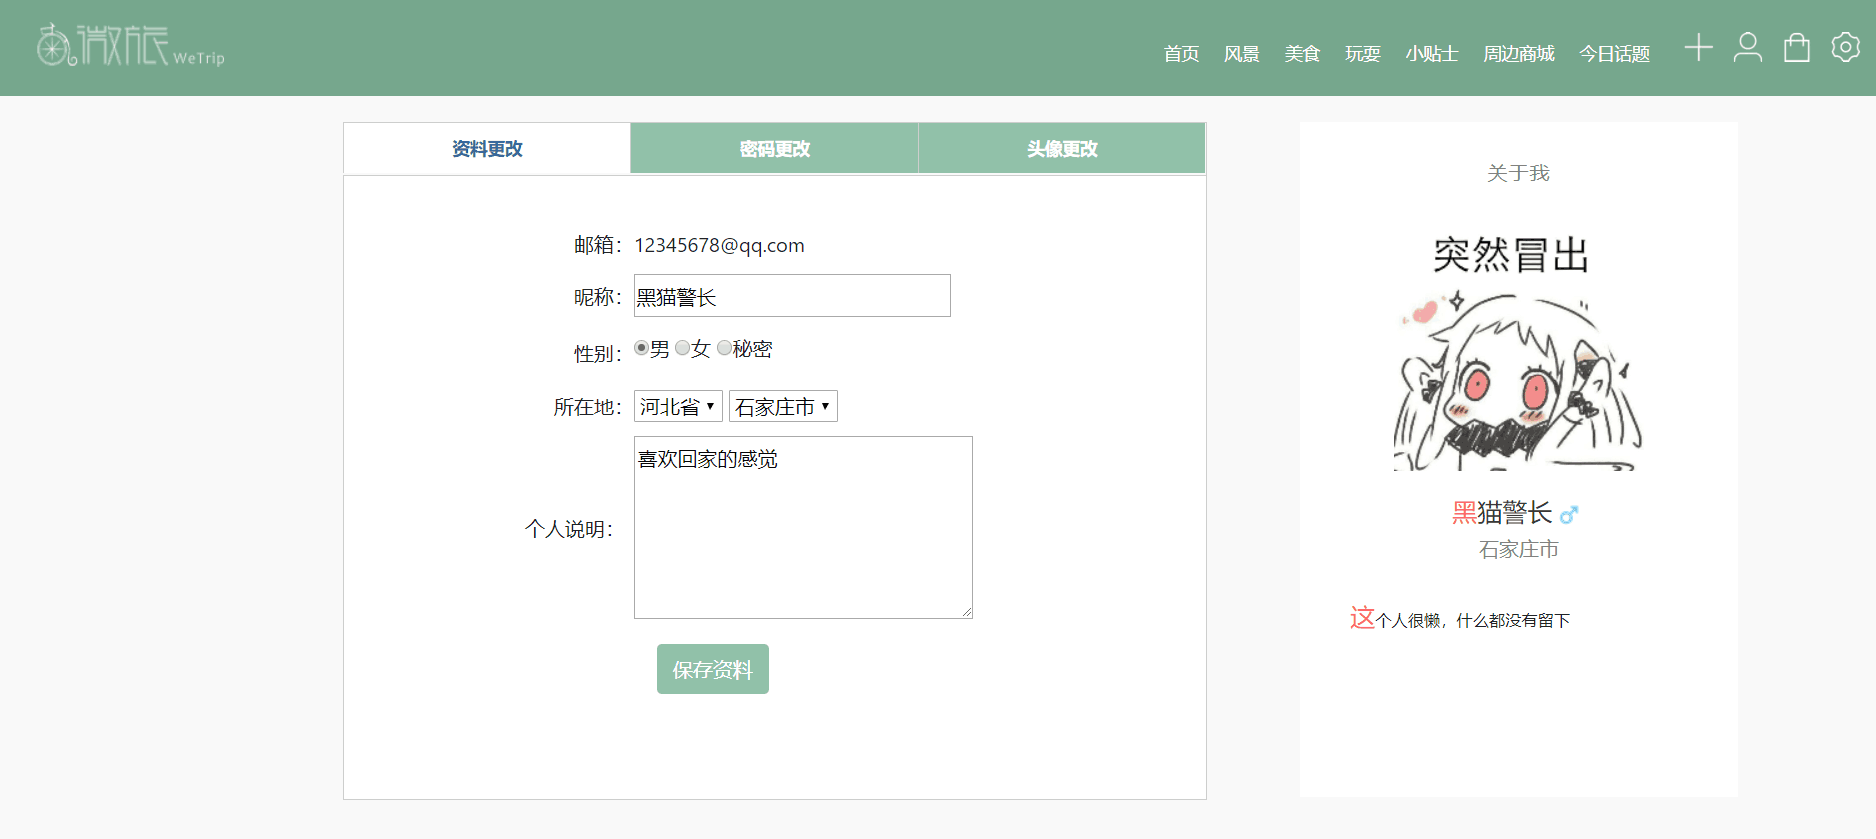 微旅 WeTrip
首页 风景 美食 玩耍 小贴士 周边商城 今日话题
资料更改 密码更改 头像更改
邮箱：12345678@qq.com
昵称：黑猫警长
性别：男 女 秘密
所在地：河北省 石家庄市
个人说明：喜欢回家的感觉
保存资料
关于我
突然冒出
黑猫警长 ♂
石家庄市
这个人很懒，什么都没有留下